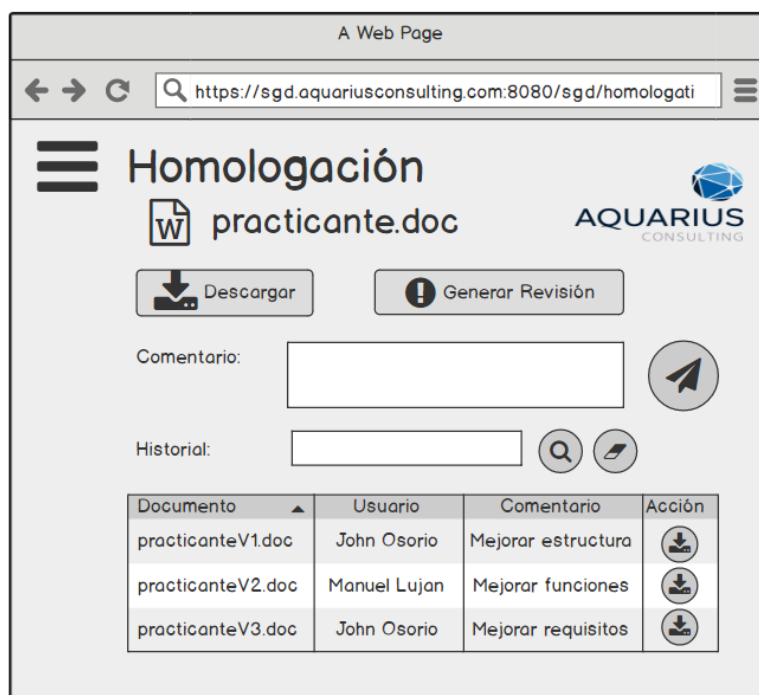 A Web Page
https://sgd.aquariusconsulting.com:8080/sgd/homologati
Homologación
W practicante.doc
AQUARIUS
CONSULTING
Descargar
Generar Revisión
Comentario:
Historial:
Documento Usuario Comentario Acción
practicanteV1.doc John Osorio Mejorar estructura
practicanteV2.doc Manuel Lujan Mejorar funciones
practicanteV3.doc John Osorio Mejorar requisitos